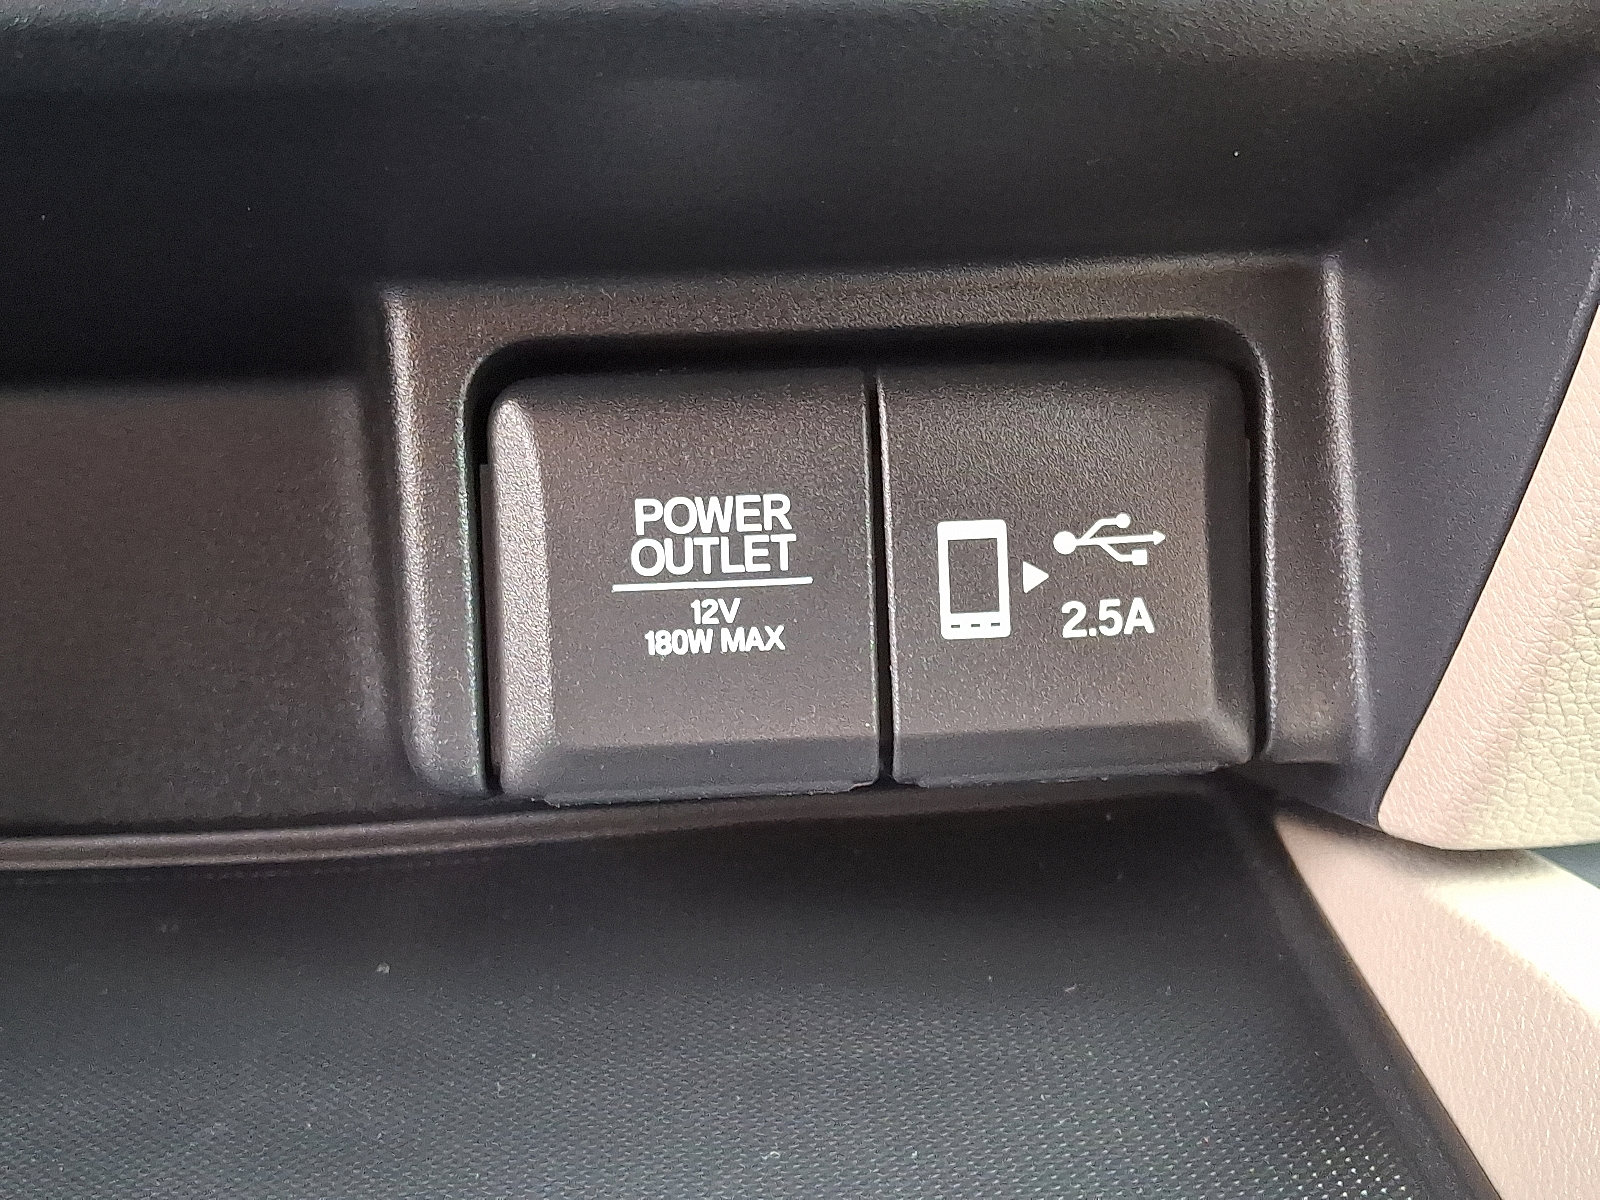 POWER
OUTLET
12V
180W MAX
2.5A